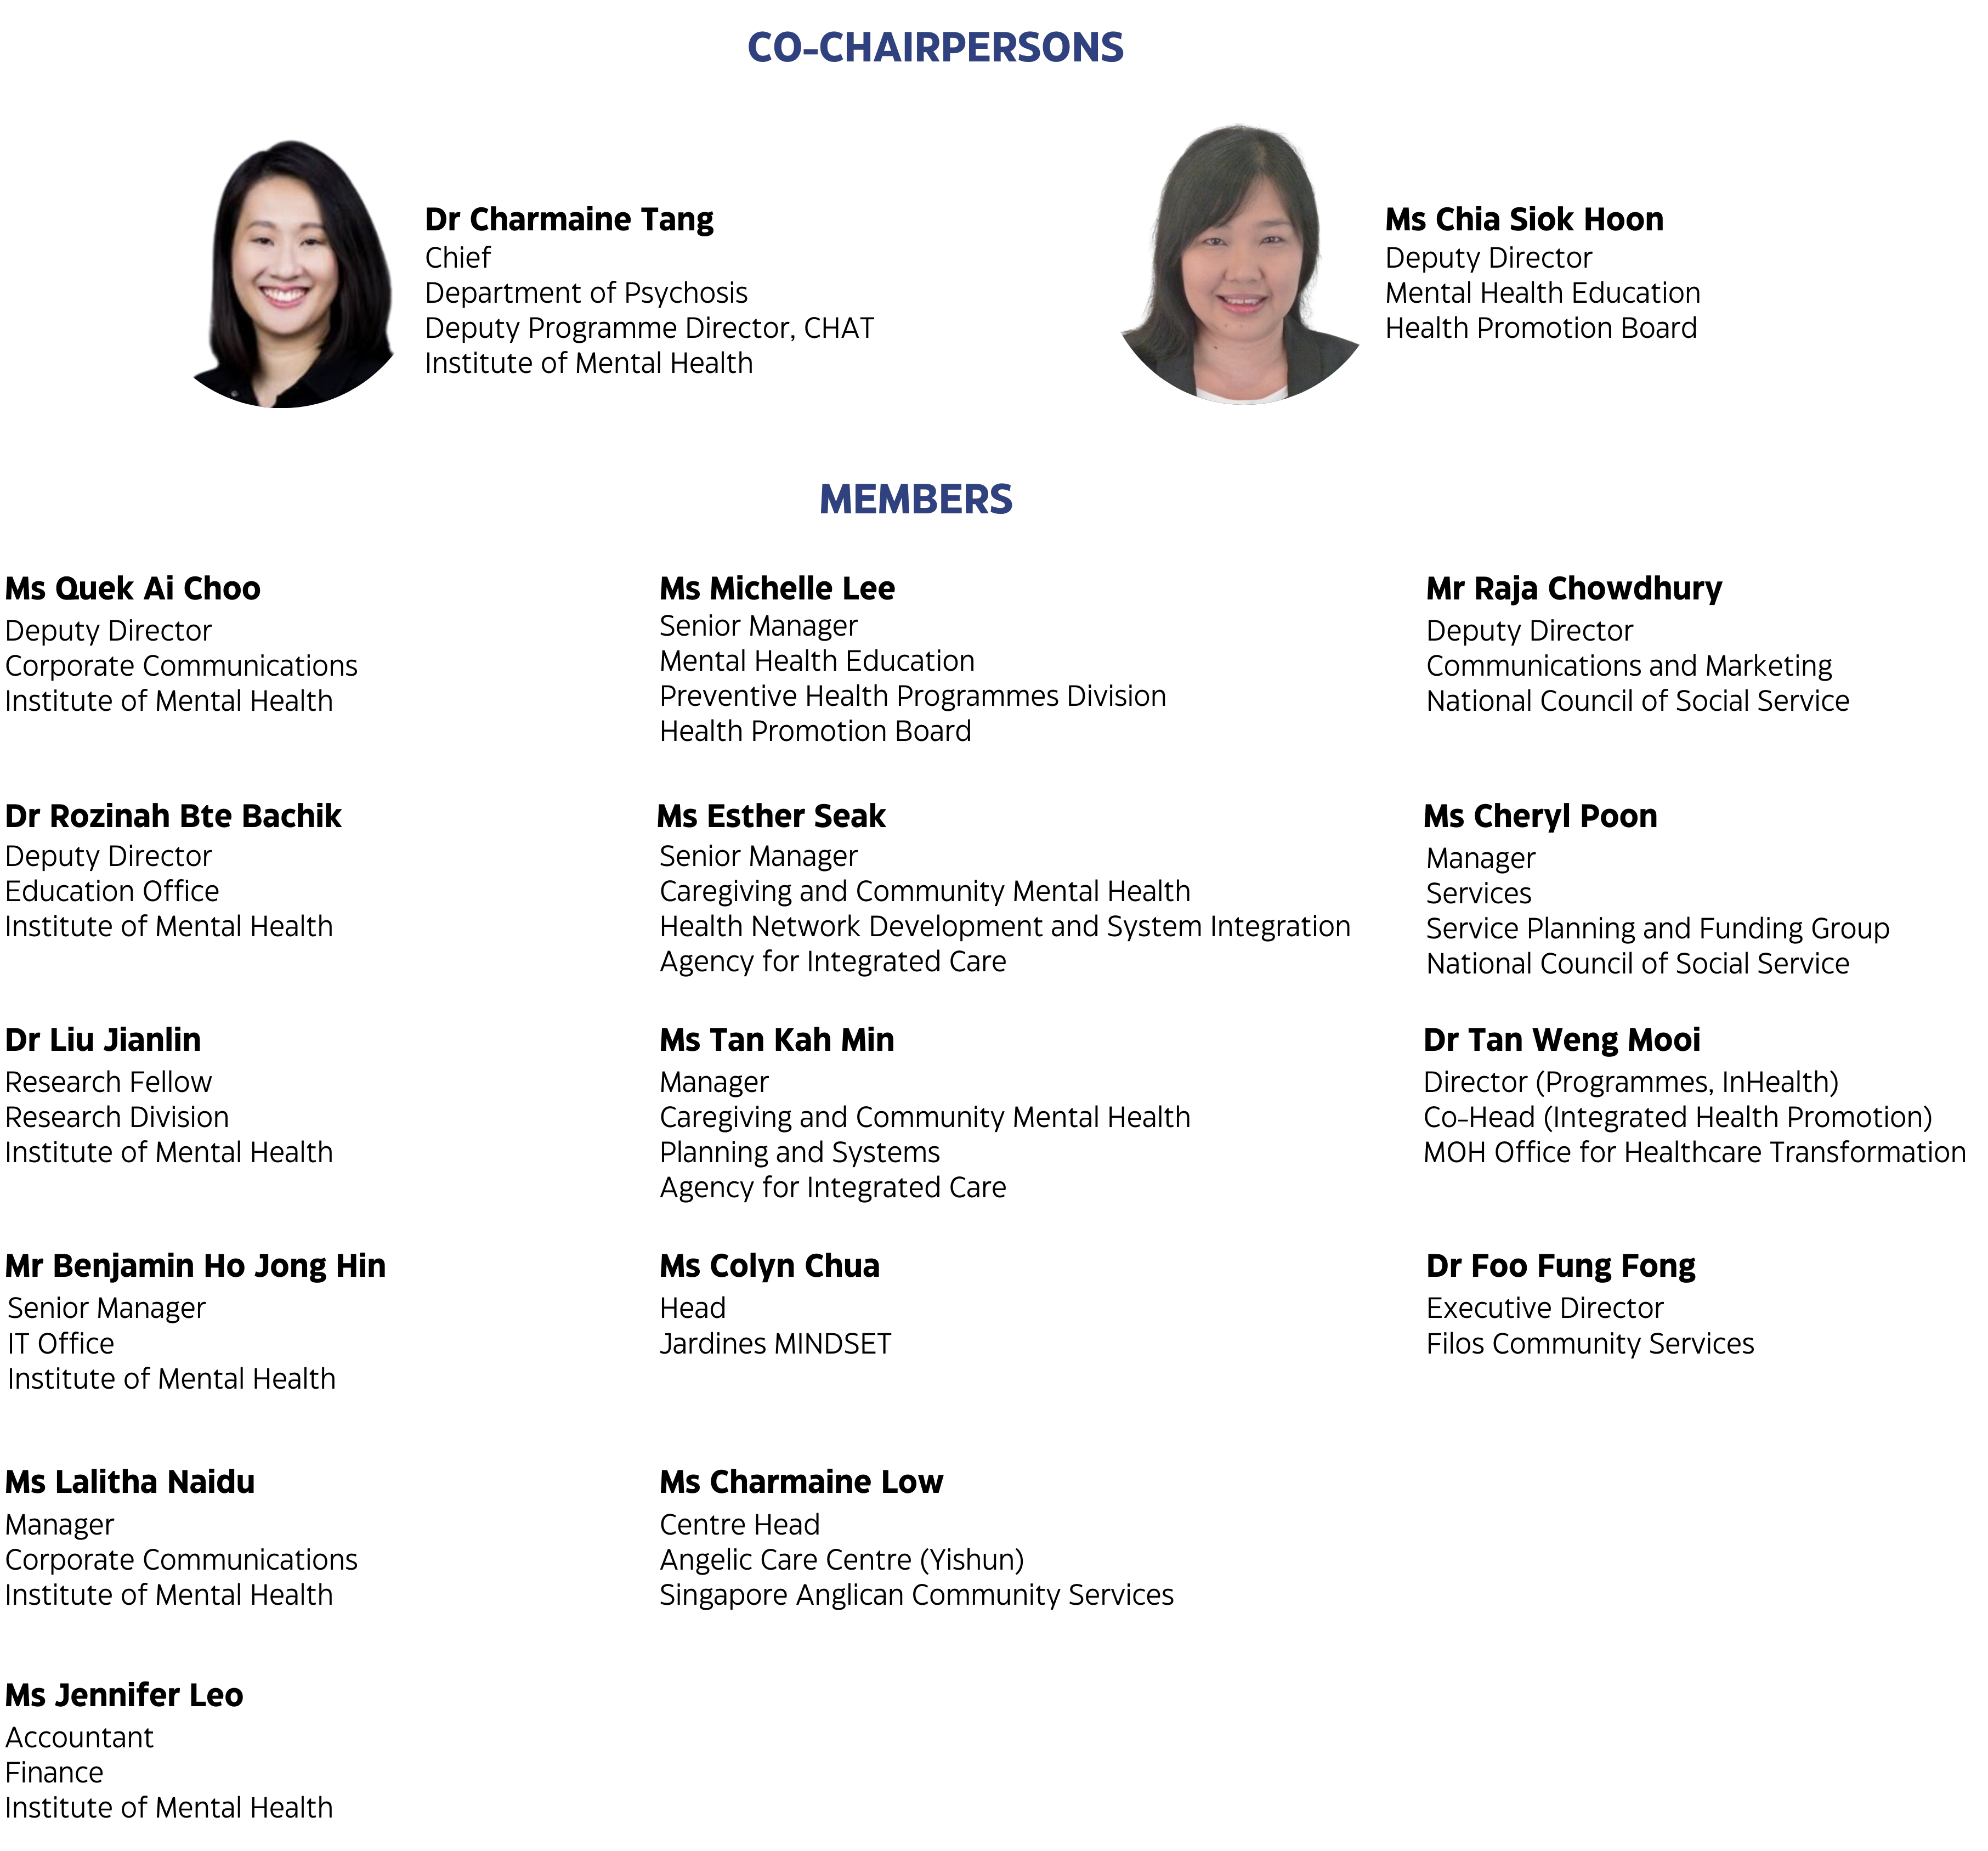 CO-CHAIRPERSONS
Dr Charmaine Tang
Chief
Department of Psychosis
Deputy Programme Director, CHAT
Institute of Mental Health
Ms Chia Siok Hoon
Deputy Director
Mental Health Education
Health Promotion Board
MEMBERS
Ms Quek Ai Choo
Deputy Director
Corporate Communications
Institute of Mental Health
Ms Michelle Lee
Senior Manager
Mental Health Education
Preventive Health Programmes Division
Health Promotion Board
Mr Raja Chowdhury
Deputy Director
Communications and Marketing
National Council of Social Service
Dr Rozinah Bte Bachik
Deputy Director
Education Office
Institute of Mental Health
Ms Esther Seak
Senior Manager
Caregiving and Community Mental Health
Health Network Development and System Integration
Agency for Integrated Care
Ms Cheryl Poon
Manager
Services
Service Planning and Funding Group
National Council of Social Service
Dr Liu Jianlin
Research Fellow
Research Division
Institute of Mental Health
Ms Tan Kah Min
Manager
Caregiving and Community Mental Health
Planning and Systems
Agency for Integrated Care
Dr Tan Weng Mooi
Director (Programmes, InHealth)
Co-Head (Integrated Health Promotion)
MOH Office for Healthcare Transformation
Mr Benjamin Ho Jong Hin
Senior Manager
IT Office
Institute of Mental Health
Ms Colyn Chua
Head
Jardines MINDSET
Dr Foo Fung Fong
Executive Director
Filos Community Services
Ms Lalitha Naidu
Manager
Corporate Communications
Institute of Mental Health
Ms Charmaine Low
Centre Head
Angelic Care Centre (Yishun)
Singapore Anglican Community Services
Ms Jennifer Leo
Accountant
Finance
Institute of Mental Health